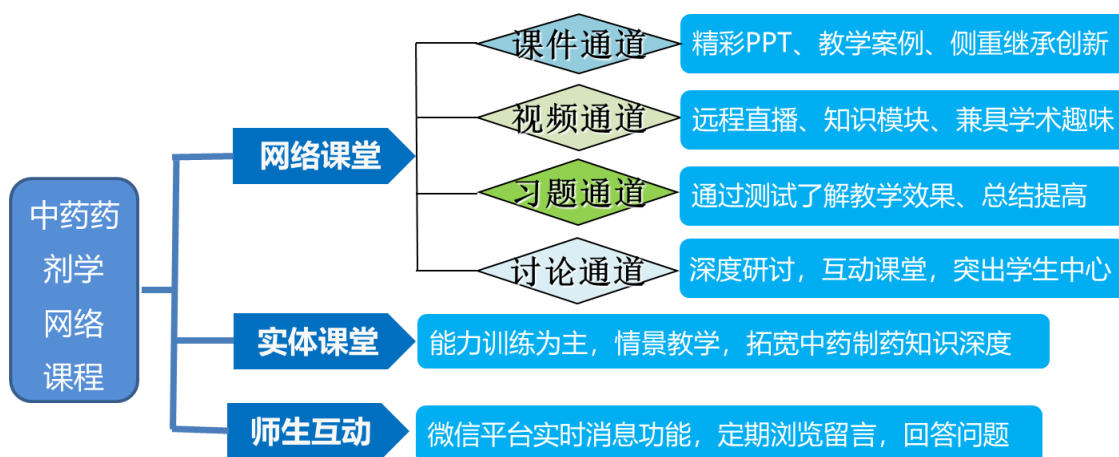 中药药
剂学
网络
课程
网络课堂
课件通道
精彩PPT、教学案例、侧重继承创新
视频通道
远程直播、知识模块、兼具学术趣味
习题通道
通过测试了解教学效果、总结提高
讨论通道
深度研讨，互动课堂，突出学生中心
实体课堂
能力训练为主，情景教学，拓宽中药制药知识深度
师生互动
微信平台实时消息功能，定期浏览留言，回答问题